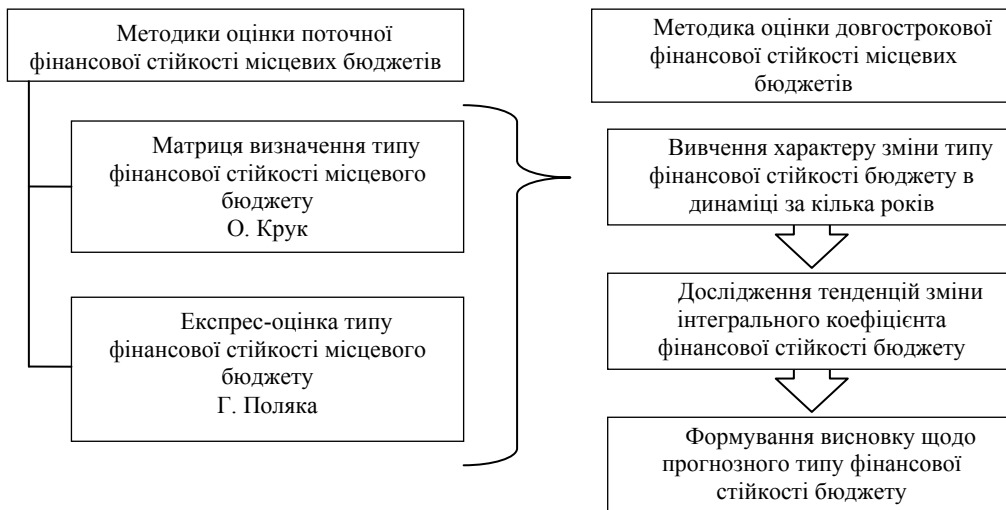 Методики оцінки поточної
фінансової стійкості місцевих бюджетів
Матриця визначення типу
фінансової стійкості місцевого
бюджету
О. Крук
Експрес-оцінка типу
фінансової стійкості місцевого
бюджету
Г. Поляка
Методика оцінки довгострокової
фінансової стійкості місцевих
бюджетів
Вивчення характеру зміни типу
фінансової стійкості бюджету в
динаміці за кілька років
Дослідження тенденцій зміни
інтегрального коефіцієнта
фінансової стійкості бюджету
Формування висновку щодо
прогнозного типу фінансової
стійкості бюджету